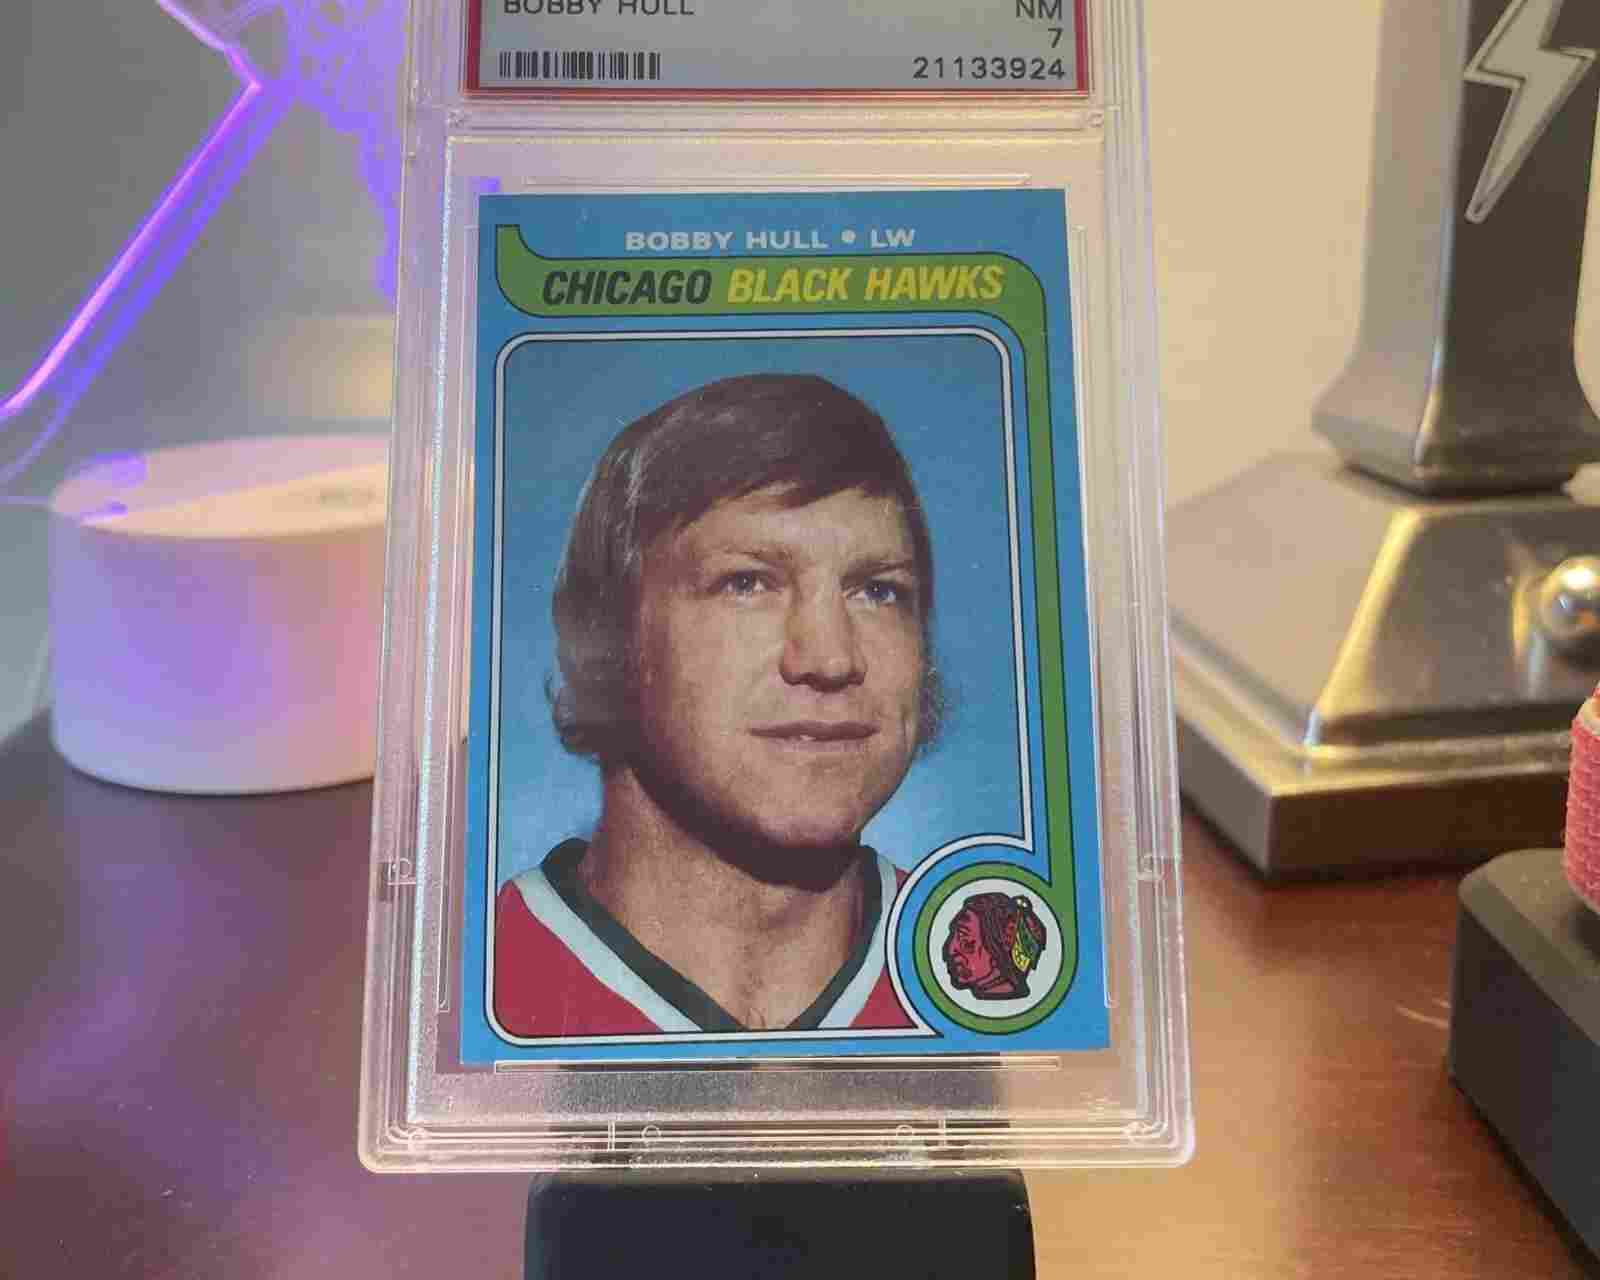 BOBBY HULL
NM
7
21133924
BOBBY HULL • LW
CHICAGO BLACK HAWKS